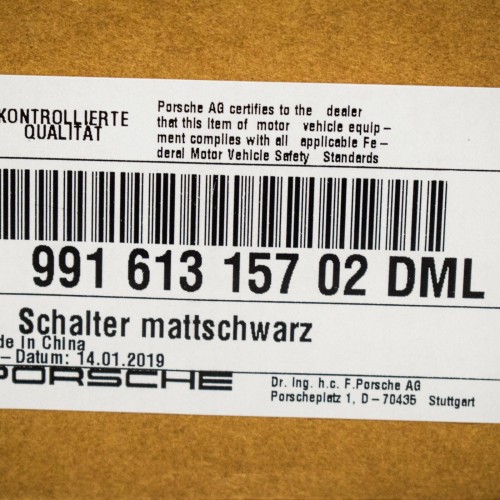 KONTROLLIERTE
QUALITÄT
Porsche AG certifies to the dealer
that this item of motor vehicle equip-
ment complies with all applicable Fe-
deral Motor Vehicle Safety Standards
991 613 157 02 DML
Schalter mattschwarz
de In China
- Datum: 14.01.2019
PORSCHE
Dr. Ing. h.c. F.Porsche AG
Porscheplatz 1, D-70435 Stuttgart